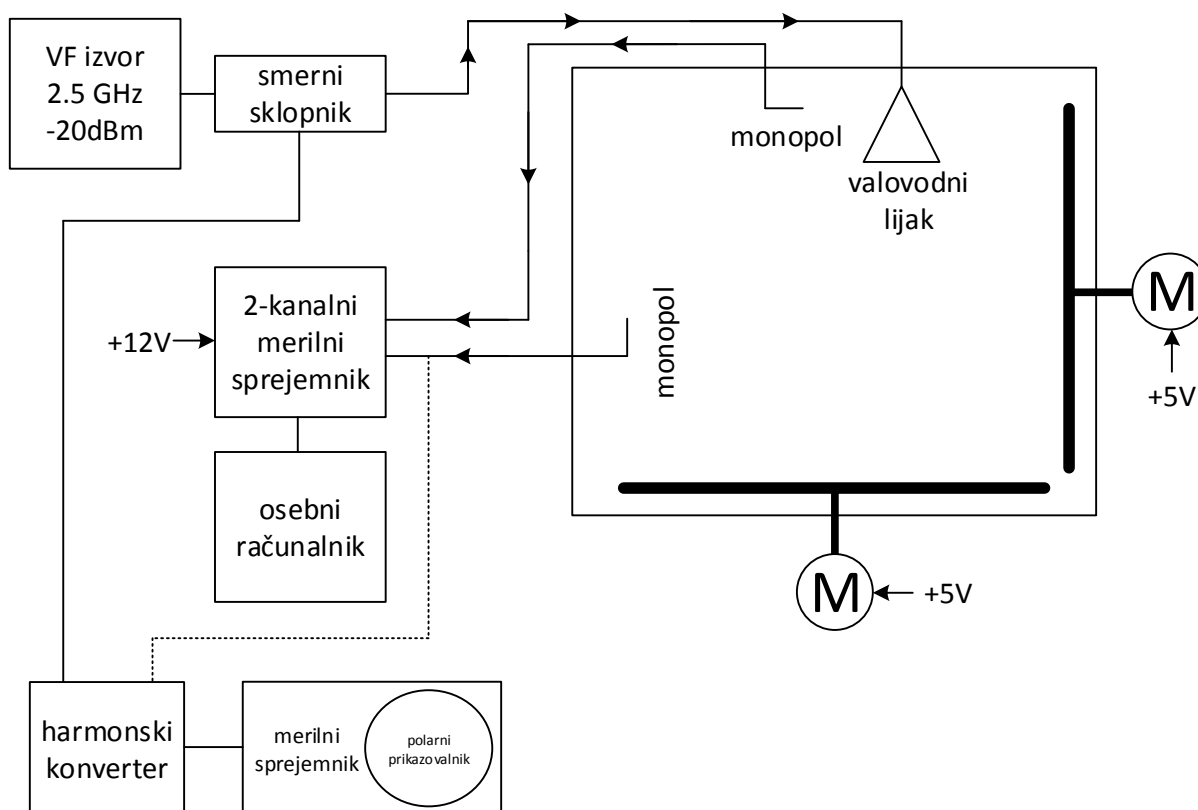 VF izvor
2.5 GHz
-20dBm
smerni
sklopnik
monopol
valovodni
lijak
M
+5V
2-kanalni
merilni
sprejemnik
+12V
monopol
osebni
računalnik
M
+5V
harmonski
konverter
merilni
sprejemnik
polarni
prikazovalnik